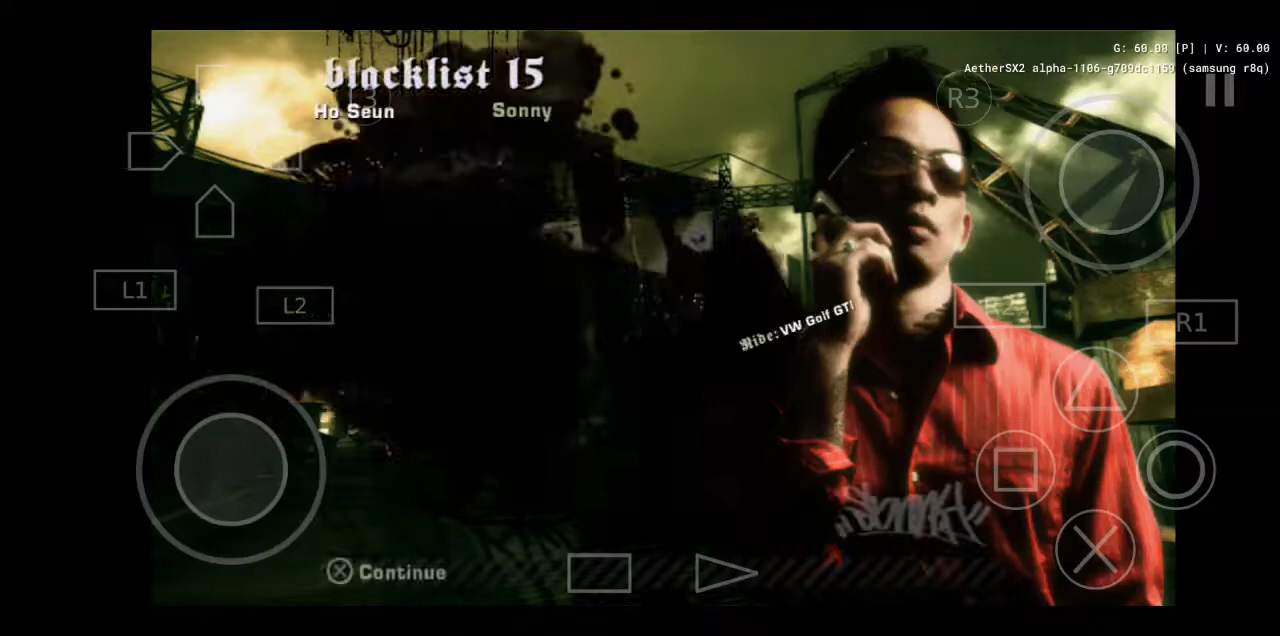 G: 60.00 [P] | V: 60.00
AetherSX2 alpha-1106-g709dc1159 (samsung r8q)
blacklist 15
Ho Seun
Sonny
R3
L1
L2
R1
Ride: VW Golf GTi
Sonny
Continue